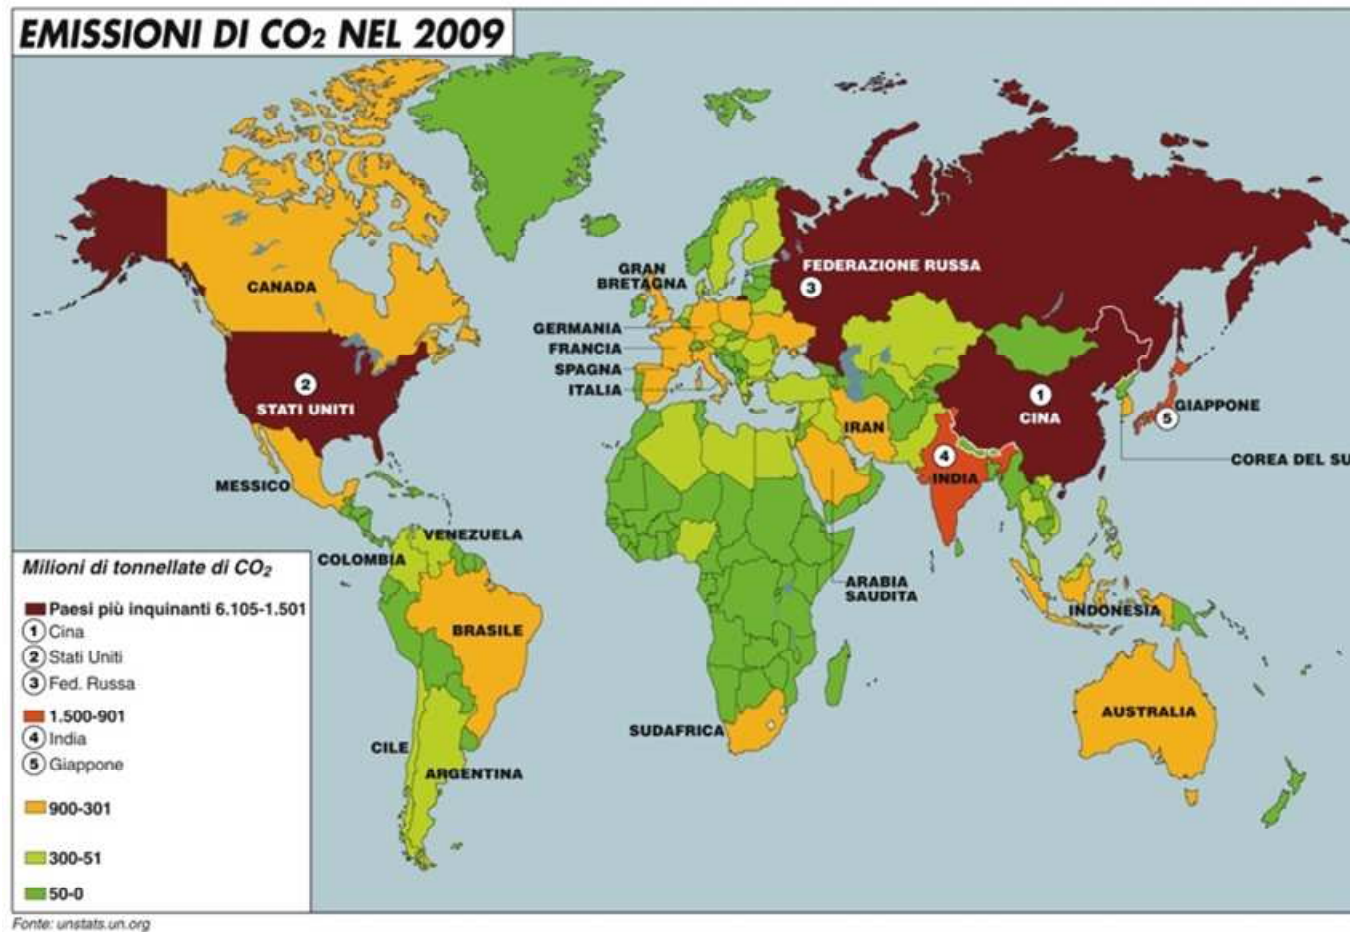 EMISSIONI DI CO2 NEL 2009
CANADA
GRAN
BRETAGNA
FEDERAZIONE RUSSA
3
GERMANIA
FRANCIA
SPAGNA
ITALIA
2
STATI UNITI
1
CINA
GIAPPONE
5
IRAN
4
INDIA
COREA DEL SU
MESSICO
VENEZUELA
COLOMBIA
ARABIA
SAUDITA
INDONESIA
BRASILE
AUSTRALIA
SUDAFRICA
CILE
ARGENTINA
Milioni di tonnellate di CO2
Paesi più inquinanti 6.105-1.501
1 Cina
2 Stati Uniti
3 Fed. Russa
1.500-901
4 India
5 Giappone
900-301
300-51
50-0
Fonte: unstats.un.org